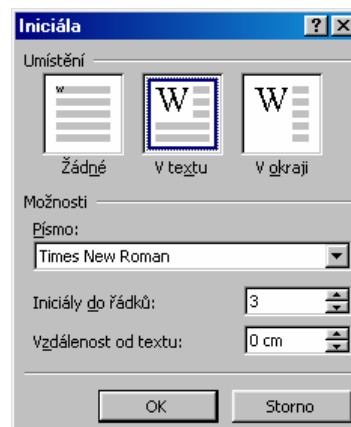 Iniciála
Umístění
W W W
Žádné V textu V okraji
Možnosti
Písmo:
Times New Roman
Iniciály do řádků: 3
Vzdálenost od textu: 0 cm
OK Storno